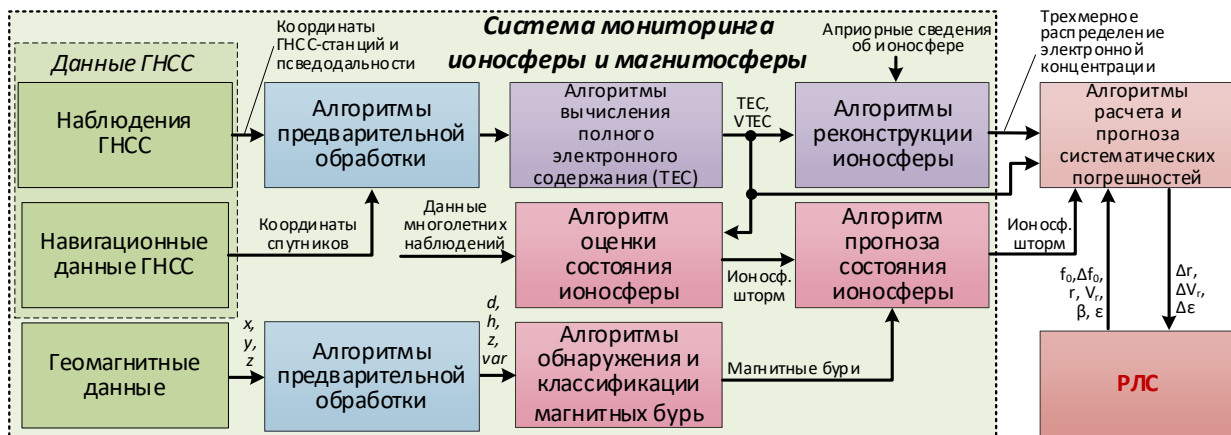 Координаты
ГНСС-станций и
псведодальности
Система мониторинга
ионосферы и магнитосферы
Априорные сведения
об ионосфере
Трехмерное
распределение
электронной
концентрации
Данные ГНСС
Наблюдения
ГНСС
Алгоритмы
предварительной
обработки
Алгоритмы
вычисления
полного
электронного
содержания (TEC)
TEC,
VTEC
Алгоритмы
реконструкции
ионосферы
Алгоритмы
расчета и
прогноза
систематических
погрешностей
Навигационные
данные ГНСС
Координаты
спутников
Данные
многолетних
наблюдений
Алгоритм
оценки
состояния
ионосферы
Ионосф.
шторм
Алгоритм
прогноза
состояния
ионосферы
Ионосф.
шторм
f₀,Δf₀,
r, Vᵣ,
β, ε
Δr,
ΔVᵣ,
Δε
Геомагнитные
данные
x,
y,
z
Алгоритмы
предварительной
обработки
d,
h,
z,
var
Алгоритмы
обнаружения и
классификации
магнитных бурь
Магнитные бури
РЛС